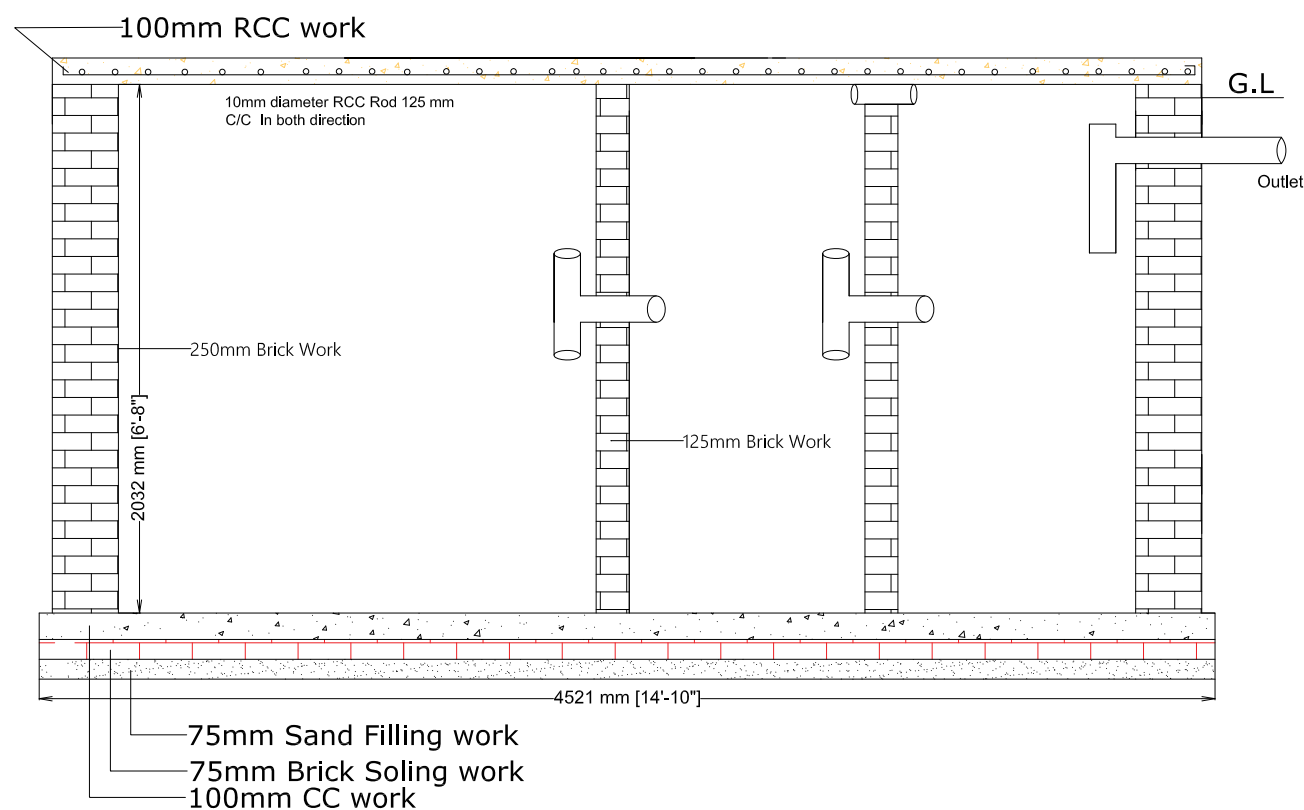 100mm RCC work
G.L
10mm diameter RCC Rod 125 mm
C/C In both direction
Outlet
250mm Brick Work
2032 mm [6'-8"]
125mm Brick Work
4521 mm [14'-10"]
75mm Sand Filling work
75mm Brick Soling work
100mm CC work